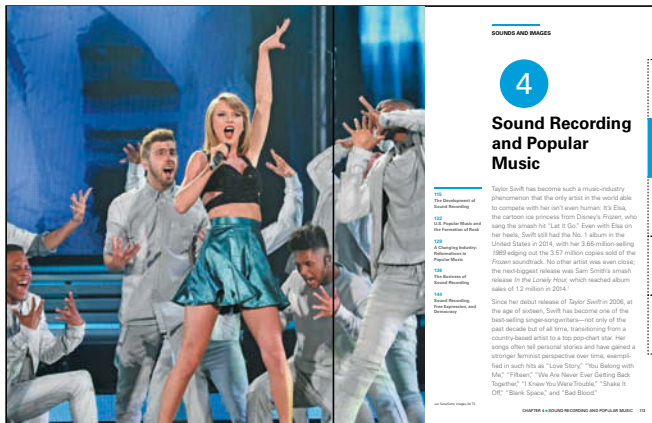 SOUNDS AND IMAGES
4
Sound Recording
and Popular
Music
115
The Development of
Sound Recording
122
U.S. Popular Music and
the Formation of Rock
129
A Changing Industry:
Reformations in
Popular Music
136
The Business of
Sound Recording
144
Sound Recording,
Free Expression, and
Democracy
Taylor Swift has become such a music-industry
phenomenon that the only artist in the world able
to compete with her isn't even human: It's Elsa,
the cartoon ice princess from Disney's Frozen, who
sang the smash hit "Let It Go." Even with Elsa on
her heels, Swift still had the No. 1 album in the
United States in 2014, with her 3.66-million-selling
1989 edging out the 3.57 million copies sold of the
Frozen soundtrack. No other artist was even close;
the next-biggest release was Sam Smith's smash
release In the Lonely Hour, which reached album
sales of 1.2 million in 2014.¹
Since her debut release of Taylor Swift in 2006, at
the age of sixteen, Swift has become one of the
best-selling singer-songwriters—not only of the
past decade but of all time, transitioning from a
country-based artist to a top pop-chart star. Her
songs often tell personal stories and have gained a
stronger feminist perspective over time, exempli-
fied in such hits as "Love Story," "You Belong with
Me," "Fifteen," "We Are Never Ever Getting Back
Together," "I Knew You Were Trouble," "Shake It
Off," "Blank Space," and "Bad Blood."
CHAPTER 4 ● SOUND RECORDING AND POPULAR MUSIC 113